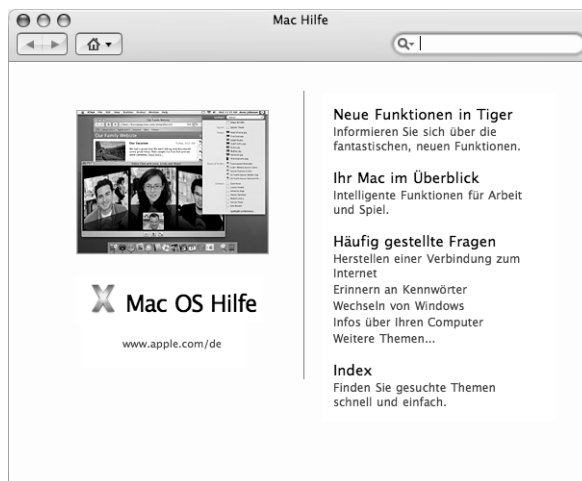 Mac Hilfe
Our Family Website
Mac OS Hilfe
www.apple.com/de
Neue Funktionen in Tiger
Informieren Sie sich über die
fantastischen, neuen Funktionen.
Ihr Mac im Überblick
Intelligente Funktionen für Arbeit
und Spiel.
Häufig gestellte Fragen
Herstellen einer Verbindung zum
Internet
Erinnern an Kennwörter
Wechseln von Windows
Infos über Ihren Computer
Weitere Themen...
Index
Finden Sie gesuchte Themen
schnell und einfach.